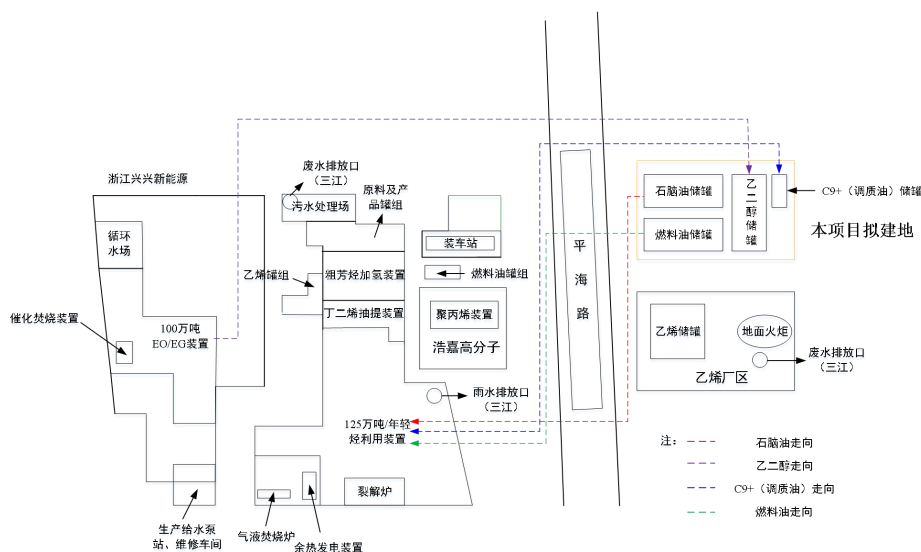 浙江兴兴新能源
废水排放口
（三江）
原料及产
品罐组
污水处理场
循环
水场
装车站
乙烯罐组
粗芳烃加氢装置
燃料油罐组
丁二烯抽提装置
聚丙烯装置
浩嘉高分子
催化焚烧装置
100万吨
EO/EG装置
雨水排放口
（三江）
125万吨/年轻
烃利用装置
裂解炉
生产给水泵
站、维修车间
气液焚烧炉
余热发电装置
平海路
石脑油储罐
乙二醇储罐
C9+（调质油）储罐
燃料油储罐
本项目拟建地
乙烯储罐
地面火炬
废水排放口
（三江）
乙烯厂区
注：
石脑油走向
乙二醇走向
C9+（调质油）走向
燃料油走向